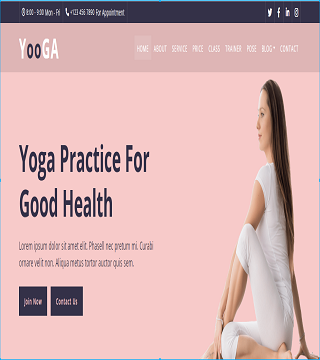 8:00 - 9:00 Mon - Fri +123 456 7890 For Appointment
YooGA
HOME ABOUT SERVICE PRICE CLASS TRAINER POSE BLOG CONTACT
Yoga Practice For
Good Health
Lorem ipsum dolor sit amet elit. Phasell nec pretum mi. Curabi
ornare velit non. Aliqua metus tortor auctor quis sem.
Join Now Contact Us